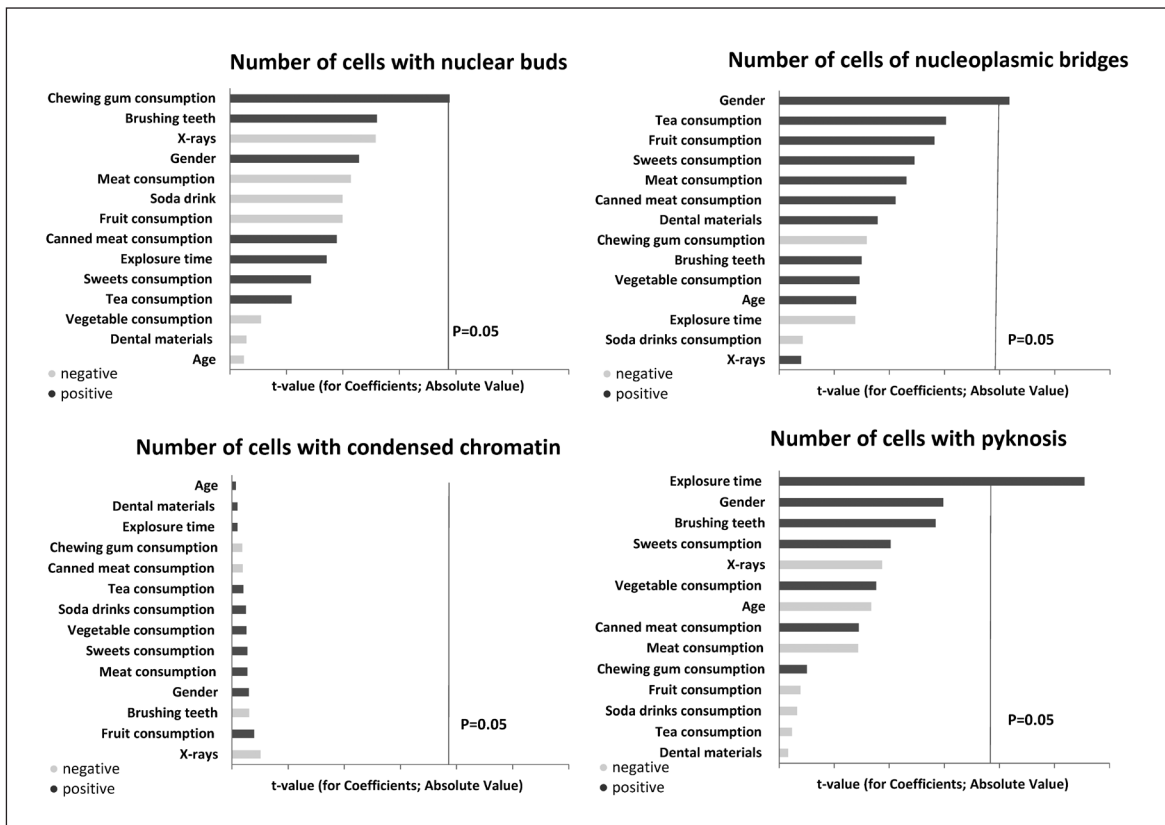 Number of cells with nuclear buds
Chewing gum consumption
Brushing teeth
X-rays
Gender
Meat consumption
Soda drink
Fruit consumption
Canned meat consumption
Explosure time
Sweets consumption
Tea consumption
Vegetable consumption
Dental materials
Age
P=0.05
negative
positive
t-value (for Coefficients; Absolute Value)
Number of cells of nucleoplasmic bridges
Gender
Tea consumption
Fruit consumption
Sweets consumption
Meat consumption
Canned meat consumption
Dental materials
Chewing gum consumption
Brushing teeth
Vegetable consumption
Age
Explosure time
Soda drinks consumption
X-rays
P=0.05
negative
positive
t-value (for Coefficients; Absolute Value)
Number of cells with condensed chromatin
Age
Dental materials
Explosure time
Chewing gum consumption
Canned meat consumption
Tea consumption
Soda drinks consumption
Vegetable consumption
Sweets consumption
Meat consumption
Gender
Brushing teeth
Fruit consumption
X-rays
P=0.05
negative
positive
t-value (for Coefficients; Absolute Value)
Number of cells with pyknosis
Explosure time
Gender
Brushing teeth
Sweets consumption
X-rays
Vegetable consumption
Age
Canned meat consumption
Meat consumption
Chewing gum consumption
Fruit consumption
Soda drinks consumption
Tea consumption
Dental materials
P=0.05
negative
positive
t-value (for Coefficients; Absolute Value)